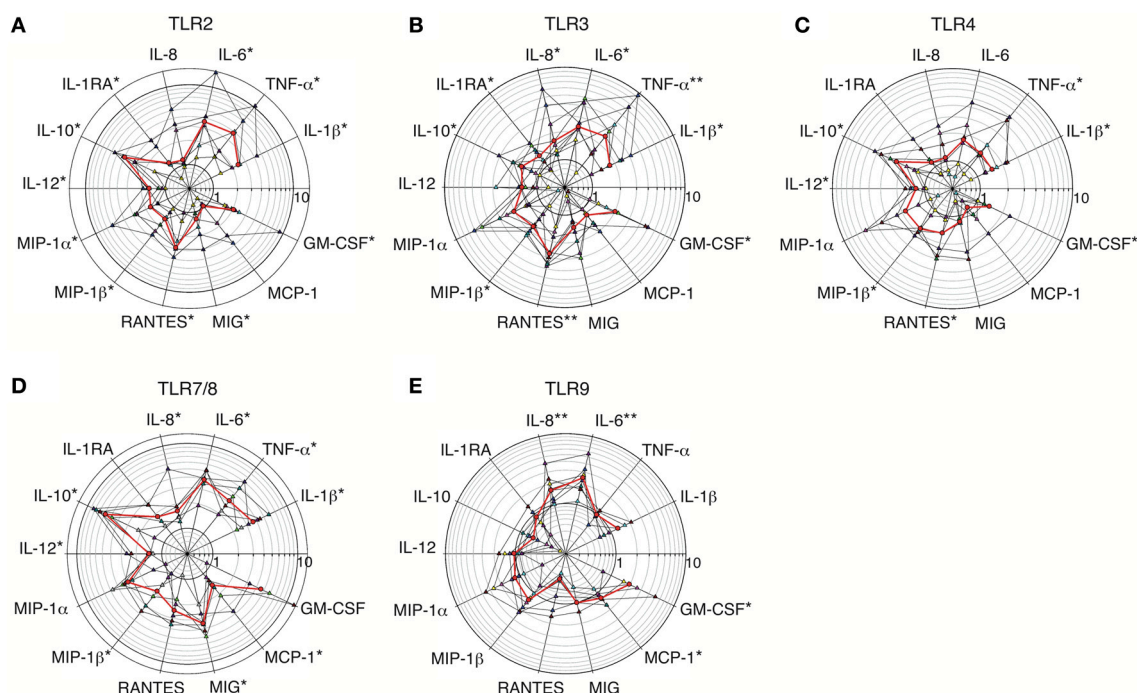 A
TLR2
IL-8
IL-6*
TNF-α*
IL-1β*
GM-CSF*
MCP-1
MIG*
RANTES*
MIP-1β*
MIP-1α*
IL-12*
IL-10*
IL-1RA*
1
10
B
TLR3
IL-8*
IL-6*
TNF-α**
IL-1β*
GM-CSF*
MCP-1
MIG
RANTES**
MIP-1β*
MIP-1α
IL-12
IL-10*
IL-1RA*
1
10
C
TLR4
IL-8
IL-6
TNF-α*
IL-1β*
GM-CSF*
MCP-1
MIG
RANTES*
MIP-1β*
MIP-1α
IL-12*
IL-10*
IL-1RA
1
10
D
TLR7/8
IL-8*
IL-6*
TNF-α*
IL-1β*
GM-CSF
MCP-1*
MIG*
RANTES
MIP-1β*
MIP-1α
IL-12*
IL-10*
IL-1RA
1
10
E
TLR9
IL-8**
IL-6**
TNF-α
IL-1β
GM-CSF*
MCP-1*
MIG
RANTES
MIP-1β
MIP-1α
IL-12
IL-10
IL-1RA
1
10